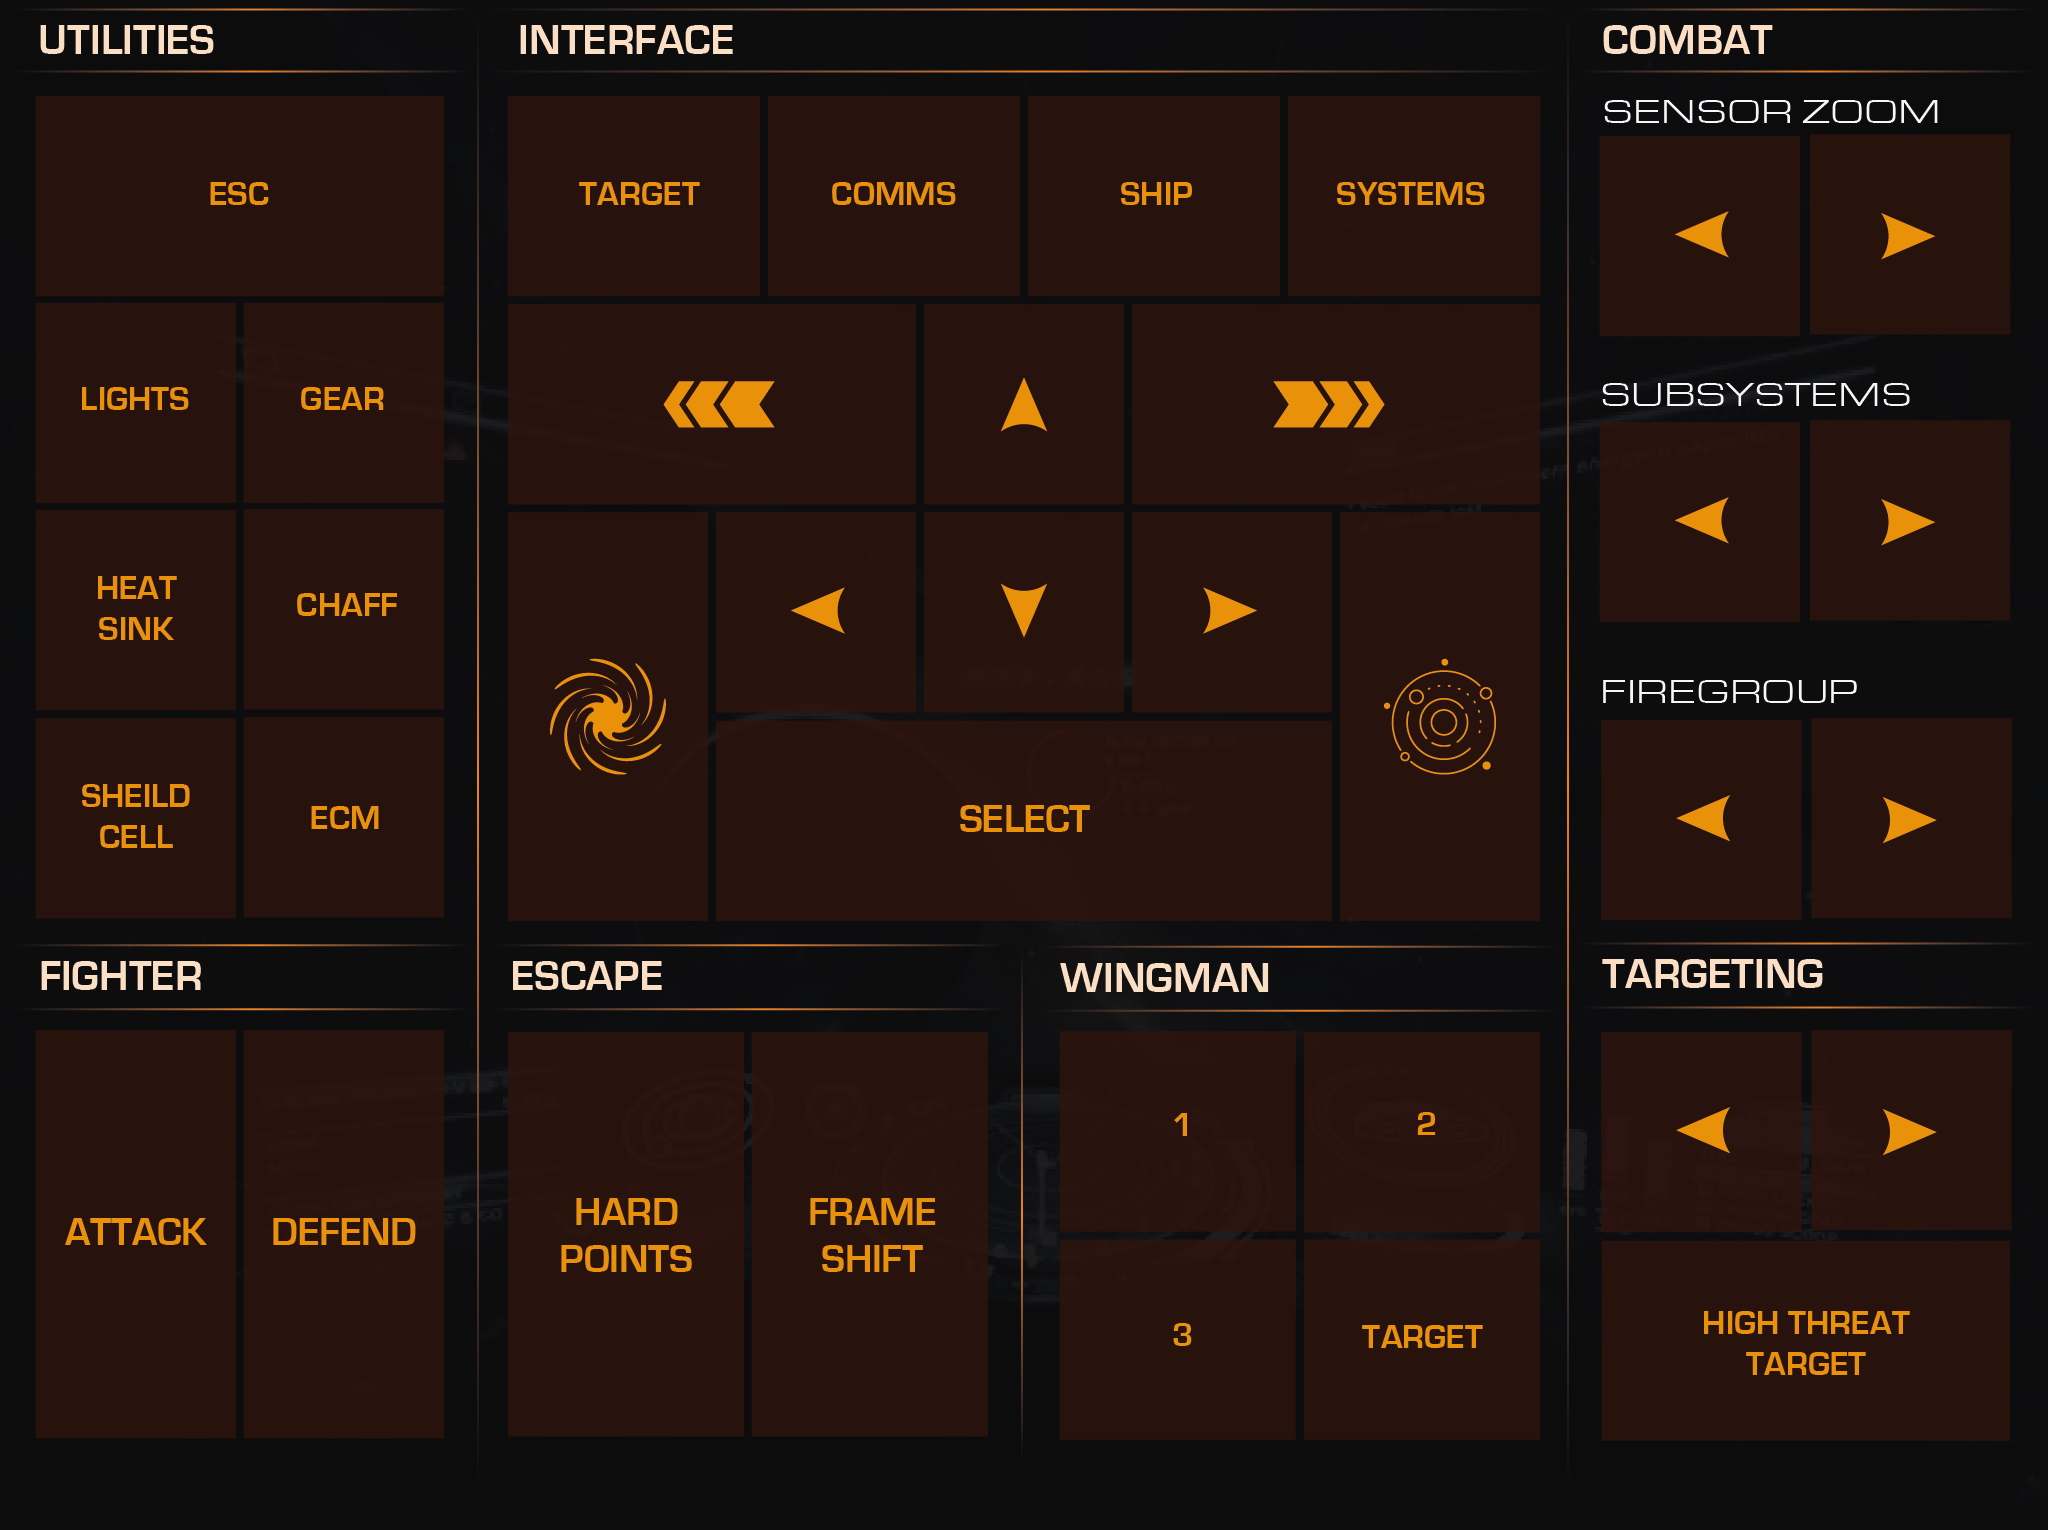 UTILITIES
ESC
LIGHTS
GEAR
HEAT
SINK
CHAFF
SHEILD
CELL
ECM
INTERFACE
TARGET
COMMS
SHIP
SYSTEMS
SELECT
COMBAT
SENSOR ZOOM
SUBSYSTEMS
FIREGROUP
FIGHTER
ATTACK
DEFEND
ESCAPE
HARD
POINTS
FRAME
SHIFT
WINGMAN
1
2
3
TARGET
TARGETING
HIGH THREAT
TARGET